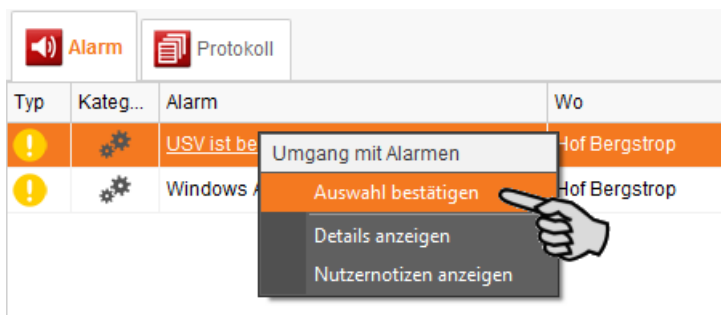 Alarm Protokoll
Typ Kateg... Alarm Wo
USV ist be Hof Bergstrop
Umgang mit Alarmen
Windows Hof Bergstrop
Auswahl bestätigen
Details anzeigen
Nutzernotizen anzeigen